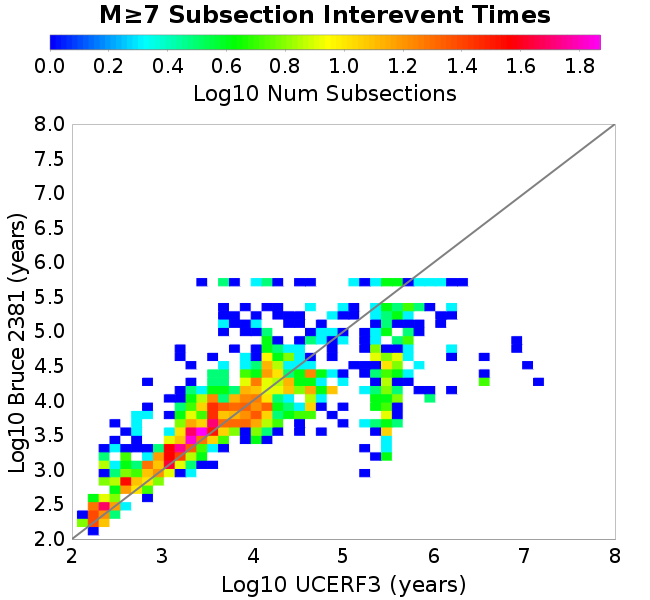 M≥7 Subsection Interevent Times
0.0 0.2 0.4 0.6 0.8 1.0 1.2 1.4 1.6 1.8
Log10 Num Subsections
8.0
7.5
7.0
6.5
6.0
5.5
5.0
4.5
4.0
3.5
3.0
2.5
2.0
Log10 Bruce 2381 (years)
2 3 4 5 6 7 8
Log10 UCERF3 (years)